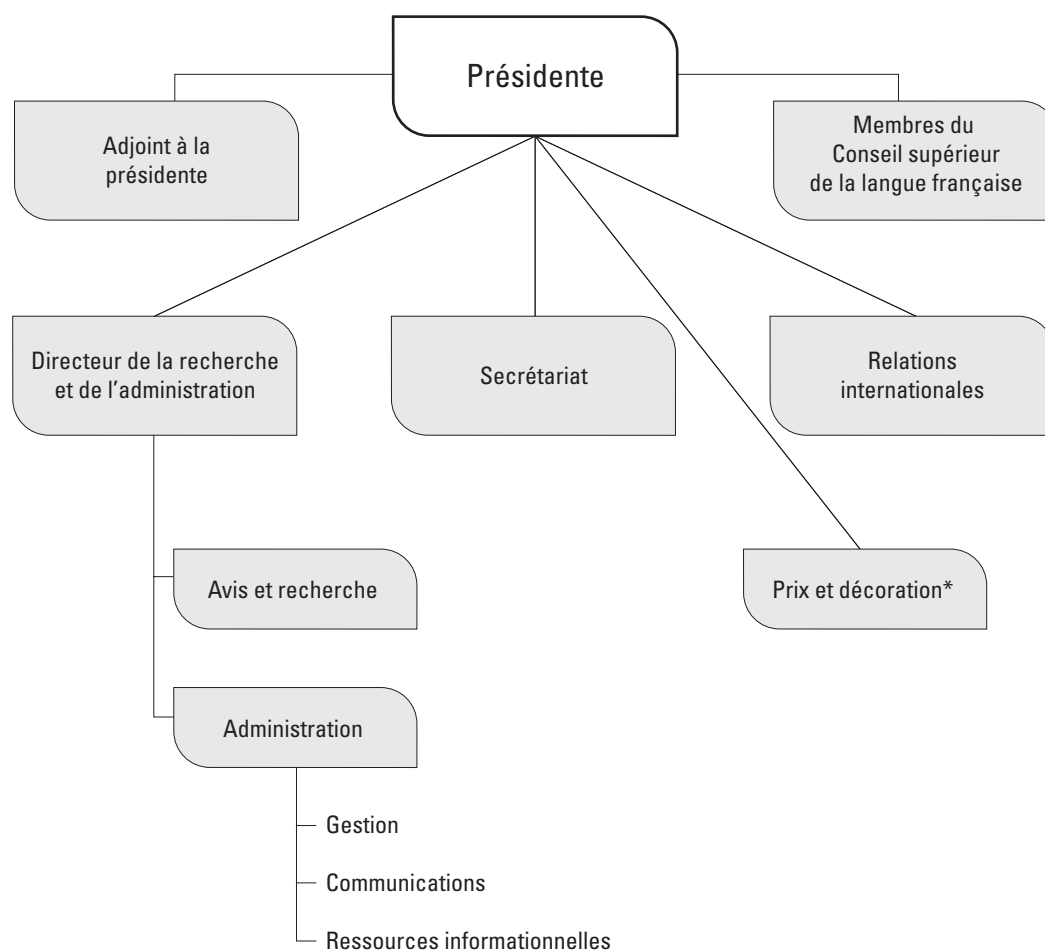 Présidente
Adjoint à la
présidente
Membres du
Conseil supérieur
de la langue française
Directeur de la recherche
et de l’administration
Secrétariat
Relations
internationales
Avis et recherche
Prix et décoration*
Administration
Gestion
Communications
Ressources informationnelles